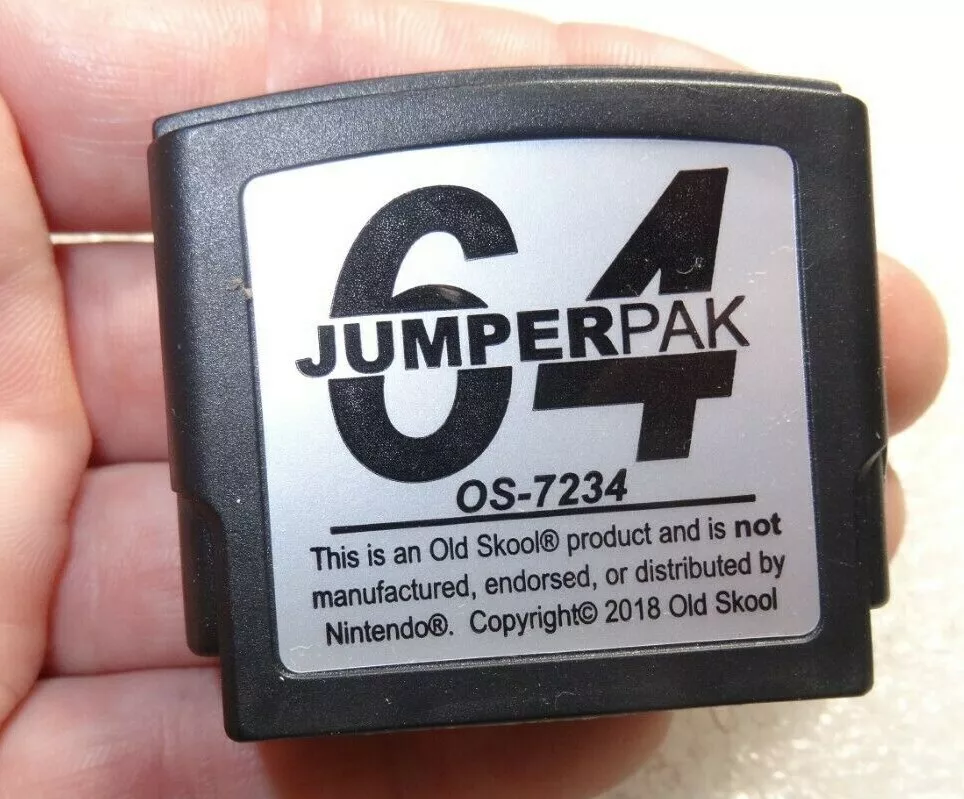 64
JUMPERPAK
OS-7234
This is an Old Skool® product and is not
manufactured, endorsed, or distributed by
Nintendo®. Copyright© 2018 Old Skool